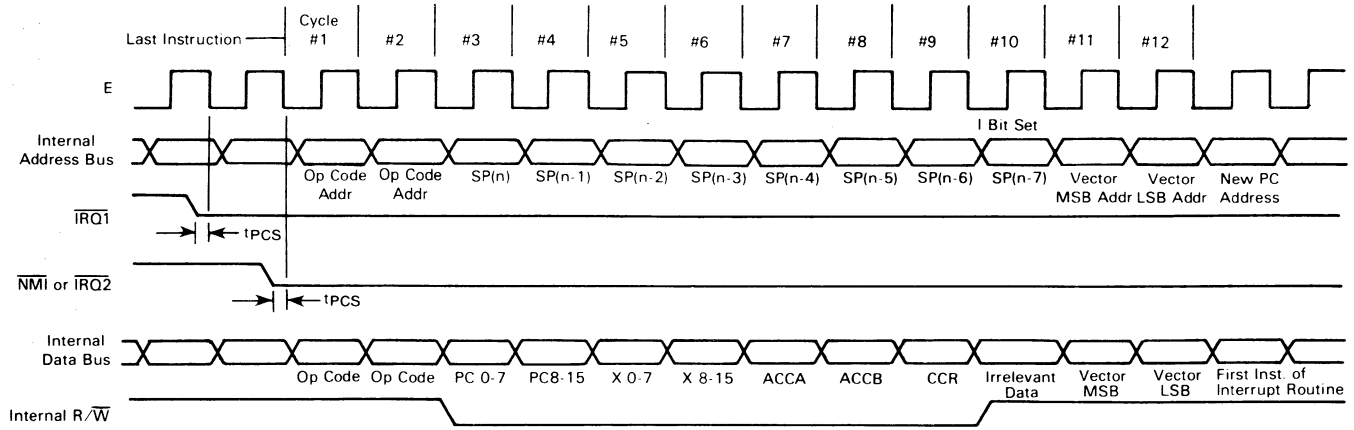 Cycle
Last Instruction #1 #2 #3 #4 #5 #6 #7 #8 #9 #10 #11 #12
E
I Bit Set
Internal
Address Bus
Op Code Addr
Op Code Addr
SP(n) SP(n-1) SP(n-2) SP(n-3) SP(n-4) SP(n-5) SP(n-6) SP(n-7)
Vector MSB Addr
Vector LSB Addr
New PC Address
IRQ1
tPCS
NMI or IRQ2
tPCS
Internal
Data Bus
Op Code Op Code PC 0-7 PC8-15 X 0-7 X 8-15 ACCA ACCB CCR
Irrelevant Data
Vector MSB
Vector LSB
First Inst. of
Interrupt Routine
Internal R/W